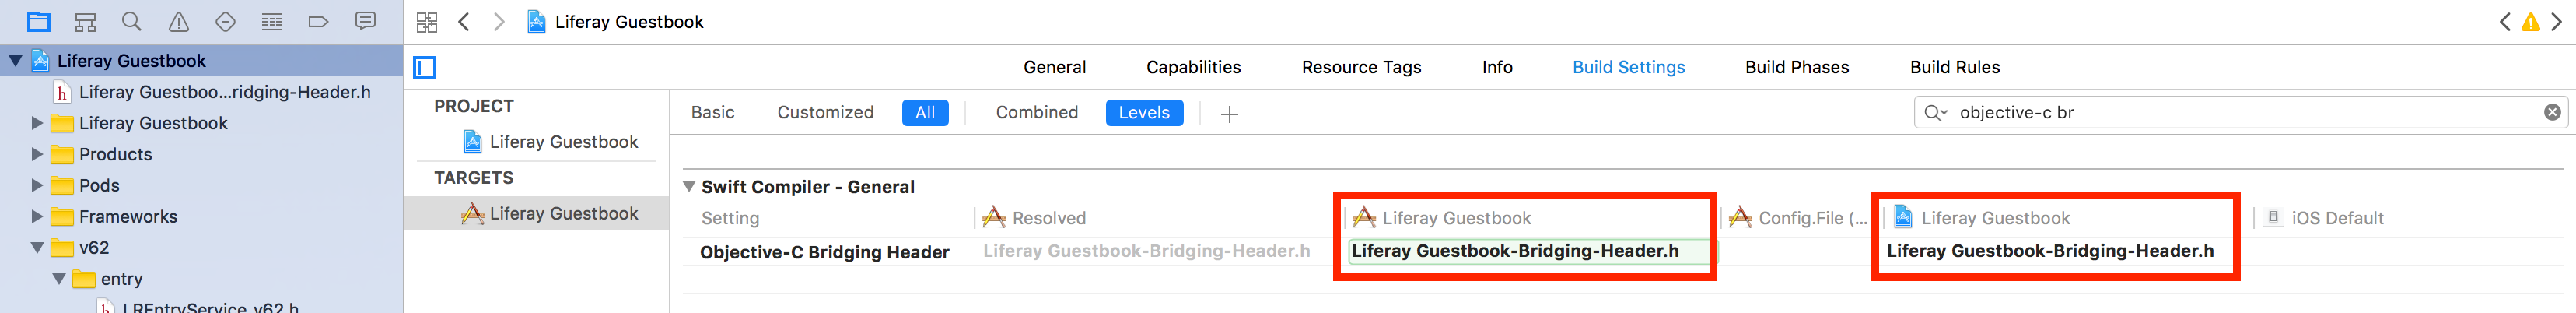 Liferay Guestbook
Liferay Guestbook
General Capabilities Resource Tags Info Build Settings Build Phases Build Rules
Liferay Guestboo...ridging-Header.h
Liferay Guestbook
Products
Pods
Frameworks
v62
entry
LREntryService_v62.h
PROJECT
Liferay Guestbook
TARGETS
Liferay Guestbook
Basic Customized All Combined Levels
objective-c br
Swift Compiler - General
Setting Resolved Liferay Guestbook Config.File (... Liferay Guestbook iOS Default
Objective-C Bridging Header Liferay Guestbook-Bridging-Header.h Liferay Guestbook-Bridging-Header.h Liferay Guestbook-Bridging-Header.h